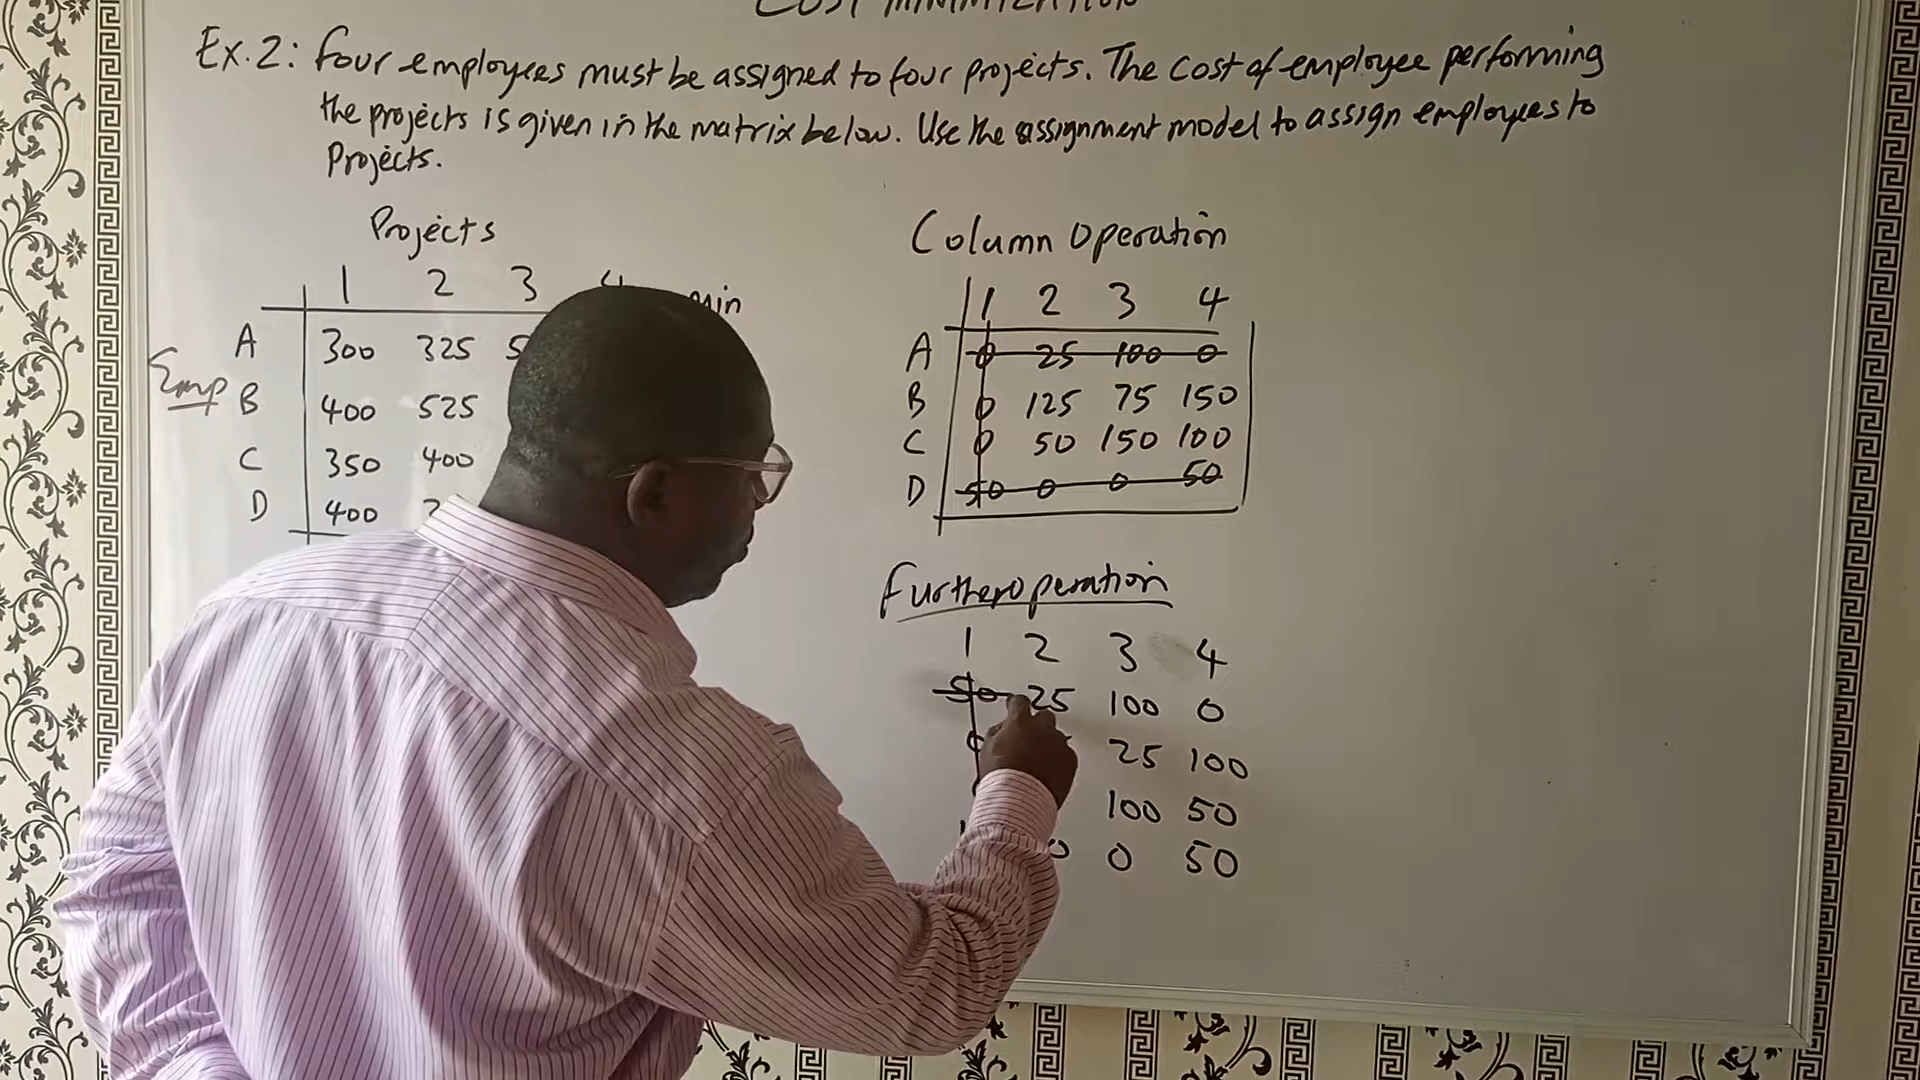 COST MINIMIZATION
Ex.2: Four employees must be assigned to four projects. The cost of employee performing
the projects is given in the matrix below. Use the assignment model to assign employees to
Projects.
Projects
1 2 3 4 min
Emp
A 300 325
B 400 525
C 350 400
D 400
Column Operation
1 2 3 4
A 0 25 100 0
B 0 125 75 150
C 0 50 150 100
D 50 0 0 50
Further operation
1 2 3 4
50 25 100 0
25 100
100 50
0 0 50